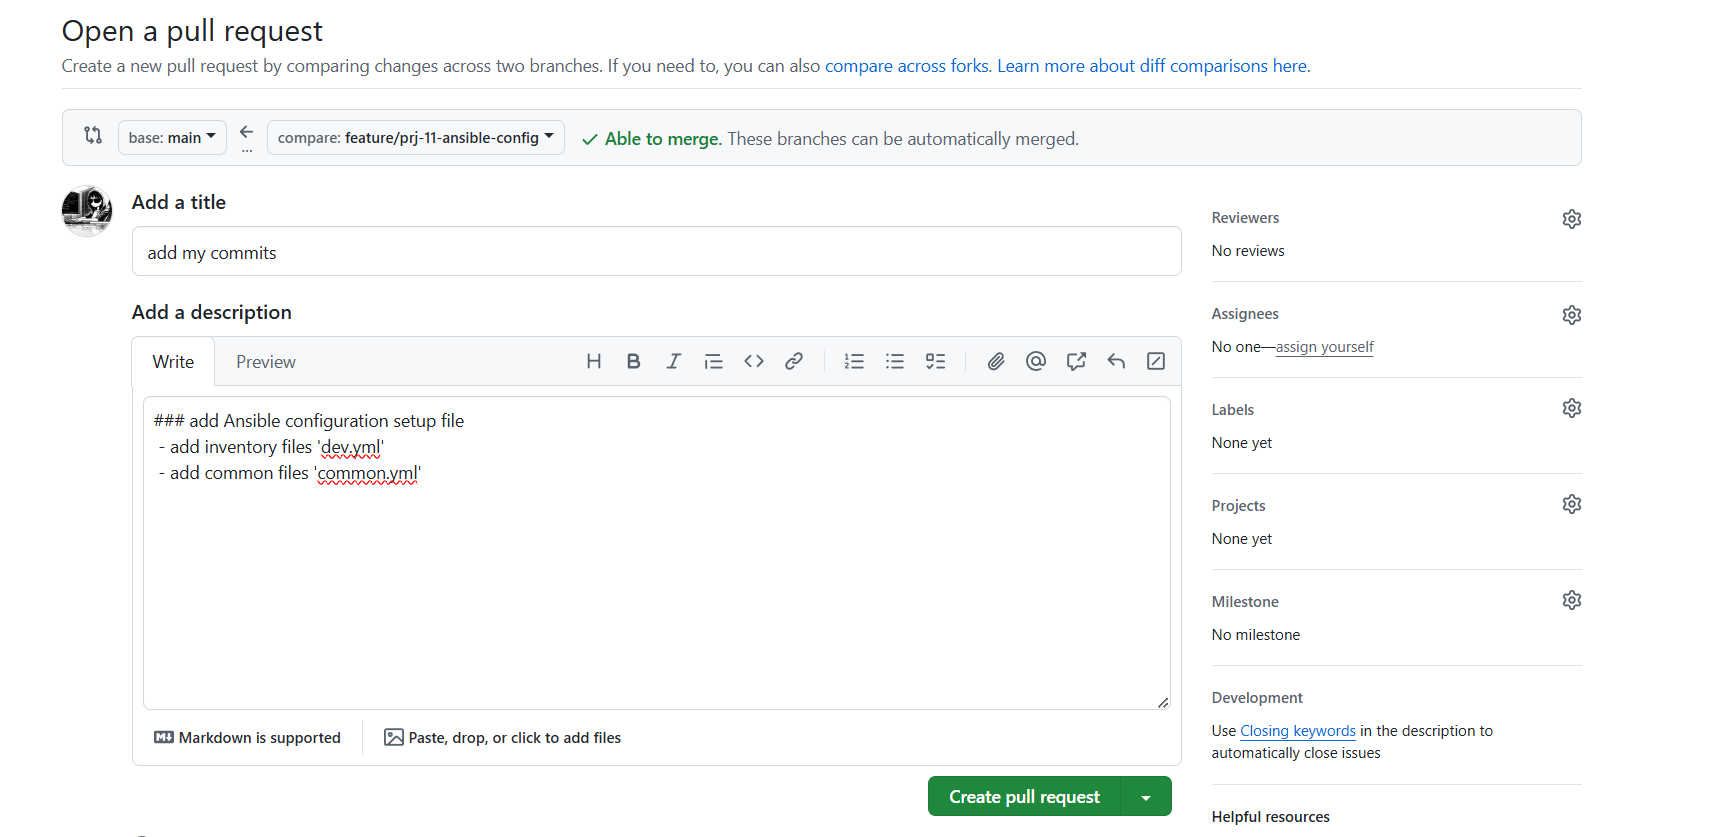 Open a pull request
Create a new pull request by comparing changes across two branches. If you need to, you can also compare across forks. Learn more about diff comparisons here.
base: main
compare: feature/prj-11-ansible-config
Able to merge. These branches can be automatically merged.
Add a title
add my commits
Add a description
Write
Preview
### add Ansible configuration setup file
- add inventory files 'dev.yml'
- add common files 'common.yml'
Markdown is supported
Paste, drop, or click to add files
Create pull request
Reviewers
No reviews
Assignees
No one—assign yourself
Labels
None yet
Projects
None yet
Milestone
No milestone
Development
Use Closing keywords in the description to
automatically close issues
Helpful resources